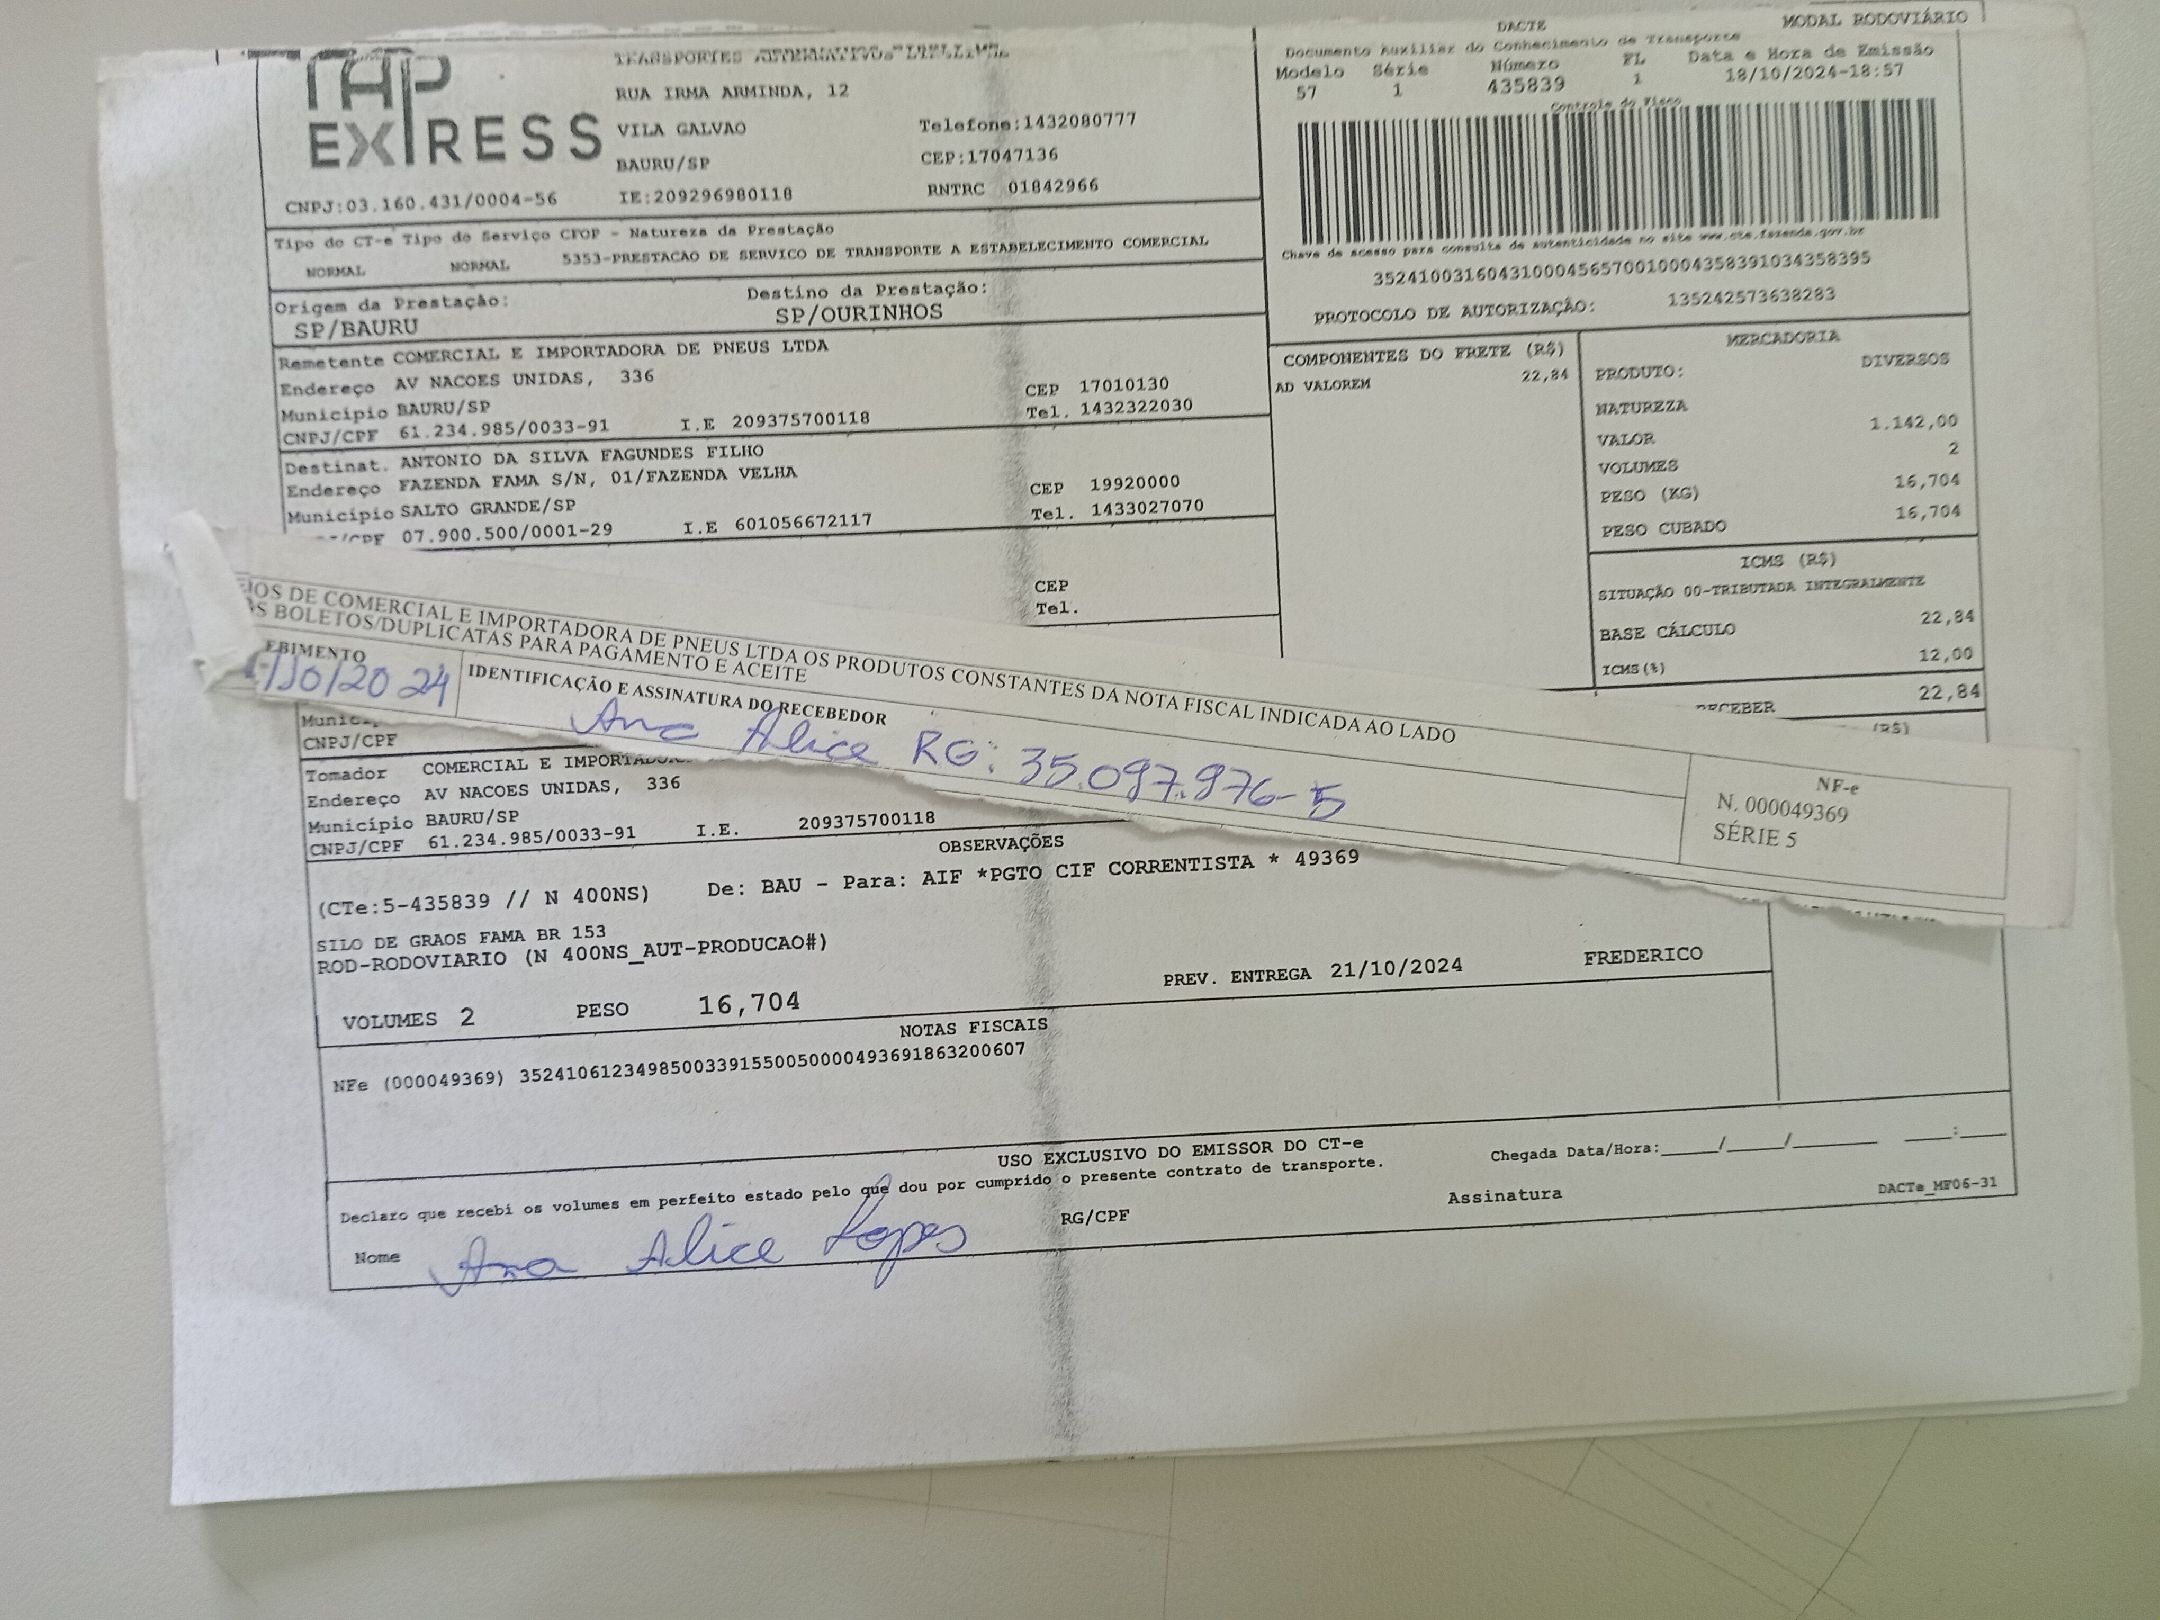 DACTE
MODAL RODOVIÁRIO
TAP EXPRESS
TRANSPORTES
RUA IRMA ARMINDA, 12
VILA GALVAO Telefone:1432080777
BAURU/SP CEP:17047136
CNPJ:03.160.431/0004-56 IE:209296980118 RNTRC 01842966
Documento Auxiliar do Conhecimento de Transporte
Modelo Série Número FL Data e Hora de Emissão
57 1 435839 1 18/10/2024-18:57
Controle do Fisco
Chave de acesso para consulta de autenticidade no site www.cte.fazenda.gov.br
35241003160431000456570010004358391034358395
PROTOCOLO DE AUTORIZAÇÃO: 135242573638283
Tipo do CT-e Tipo do Serviço CFOP - Natureza da Prestação
NORMAL NORMAL 5353-PRESTACAO DE SERVICO DE TRANSPORTE A ESTABELECIMENTO COMERCIAL
Origem da Prestação: Destino da Prestação:
SP/BAURU SP/OURINHOS
Remetente COMERCIAL E IMPORTADORA DE PNEUS LTDA
Endereço AV NACOES UNIDAS, 336 CEP 17010130
Município BAURU/SP Tel. 1432322030
CNPJ/CPF 61.234.985/0033-91 I.E 209375700118
Destinat. ANTONIO DA SILVA FAGUNDES FILHO
Endereço FAZENDA FAMA S/N, 01/FAZENDA VELHA CEP 19920000
Município SALTO GRANDE/SP Tel. 1433027070
/CPF 07.900.500/0001-29 I.E 601056672117
CEP
Tel.
COMPONENTES DO FRETE (R$)
AD VALOREM 22,84
MERCADORIA
PRODUTO: DIVERSOS
NATUREZA
VALOR 1.142,00
VOLUMES 2
PESO (KG) 16,704
PESO CUBADO 16,704
ICMS (R$)
SITUAÇÃO 00-TRIBUTADA INTEGRALMENTE
BASE CÁLCULO 22,84
ICMS(%) 12,00
RECEBER 22,84
(R$)
DE COMERCIAL E IMPORTADORA DE PNEUS LTDA OS PRODUTOS CONSTANTES DA NOTA FISCAL INDICADA AO LADO
BOLETOS/DUPLICATAS PARA PAGAMENTO E ACEITE
EBIMENTO IDENTIFICAÇÃO E ASSINATURA DO RECEBEDOR
/10/2024 Ana Alice RG: 35.097.976-5
NF-e
N. 000049369
SÉRIE 5
CNPJ/CPF
Tomador COMERCIAL E
Endereço AV NACOES UNIDAS, 336
Município BAURU/SP
CNPJ/CPF 61.234.985/0033-91 I.E. 209375700118
OBSERVAÇÕES
(CTe:5-435839 // N 400NS) De: BAU - Para: AIF *PGTO CIF CORRENTISTA * 49369
SILO DE GRAOS FAMA BR 153
ROD-RODOVIARIO (N 400NS_AUT-PRODUCAO#)
PREV. ENTREGA 21/10/2024 FREDERICO
VOLUMES 2 PESO 16,704
NOTAS FISCAIS
NFe (000049369) 35241061234985003391550050000493691863200607
USO EXCLUSIVO DO EMISSOR DO CT-e
Declaro que recebi os volumes em perfeito estado pelo que dou por cumprido o presente contrato de transporte.
Chegada Data/Hora:_____/_____/_______ ____:____
Nome Ana Alice Lopes RG/CPF Assinatura
DACTe_MF06-31